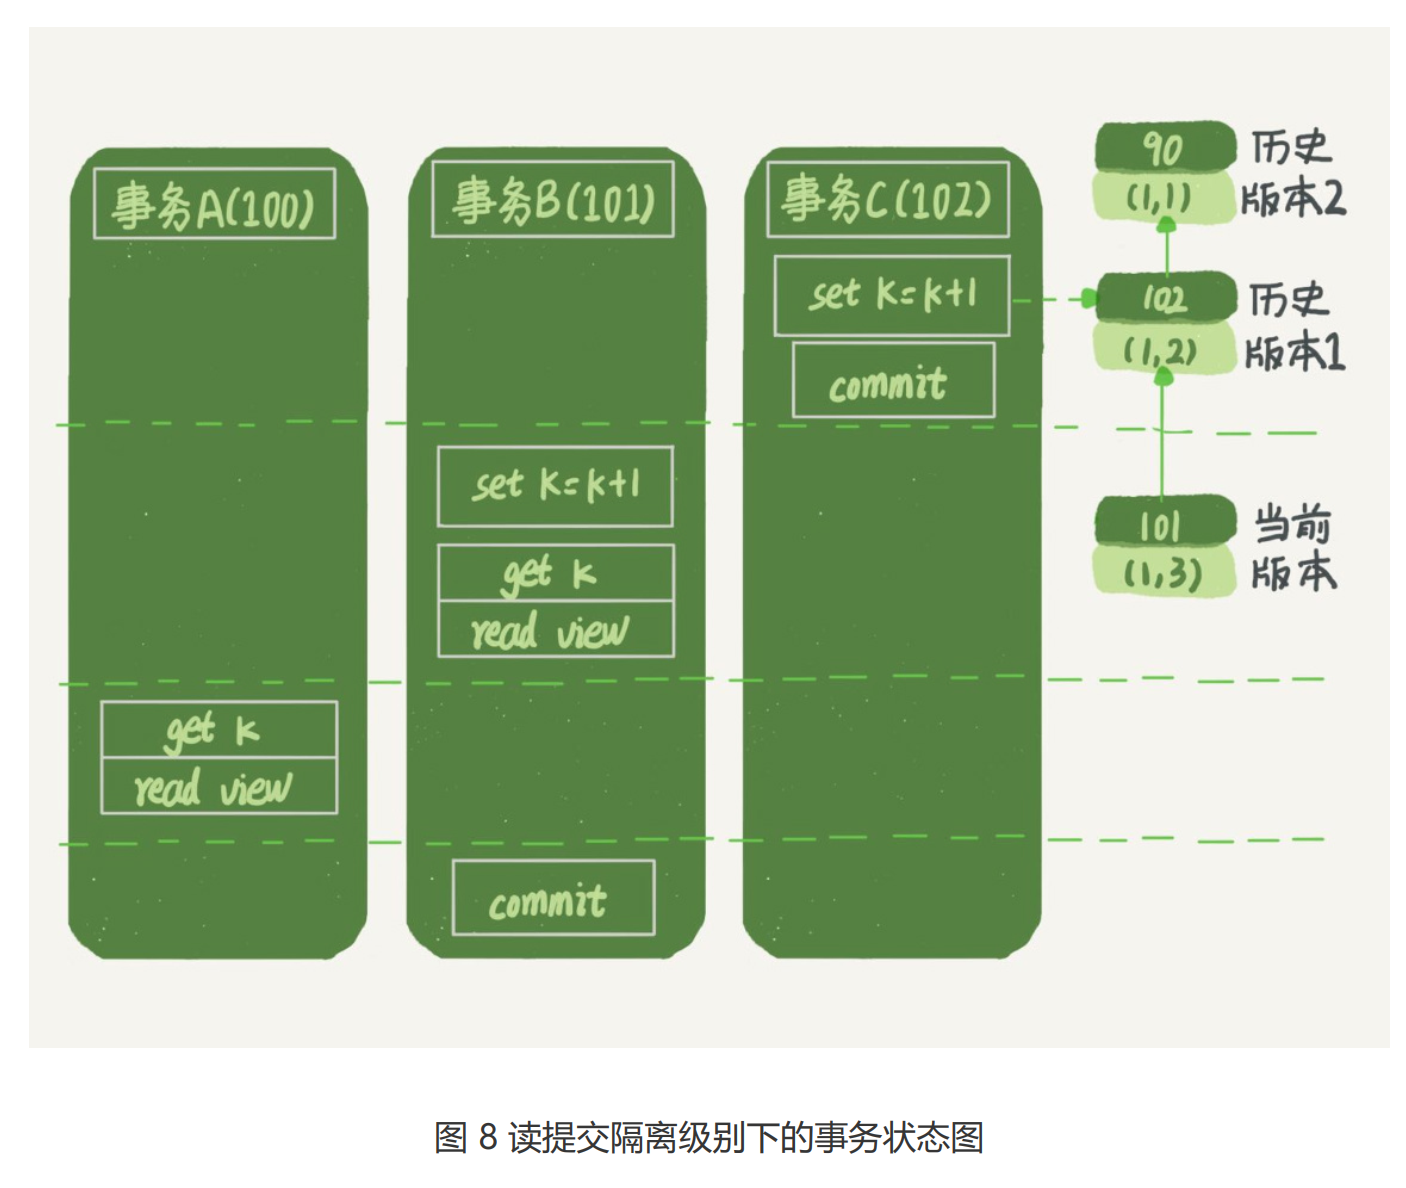 事务A(100)
事务B(101)
事务C(102)
set k=k+1
commit
set k=k+1
get k
read view
get k
read view
commit
90
(1,1)
历史
版本2
102
(1,2)
历史
版本1
101
(1,3)
当前
版本
图 8 读提交隔离级别下的事务状态图